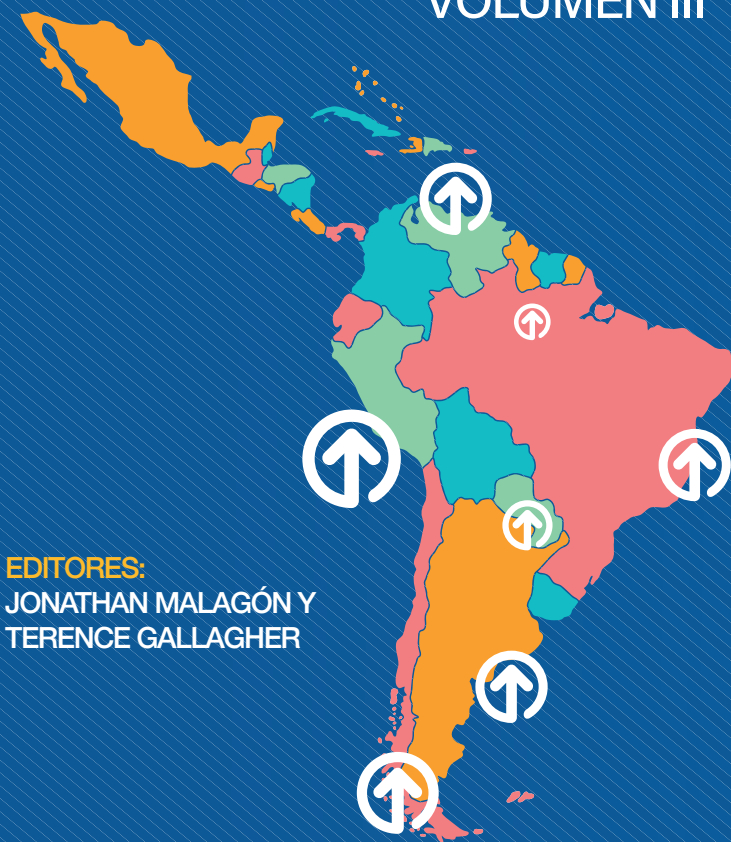 VOLUMEN III
EDITORES:
JONATHAN MALAGÓN Y
TERENCE GALLAGHER